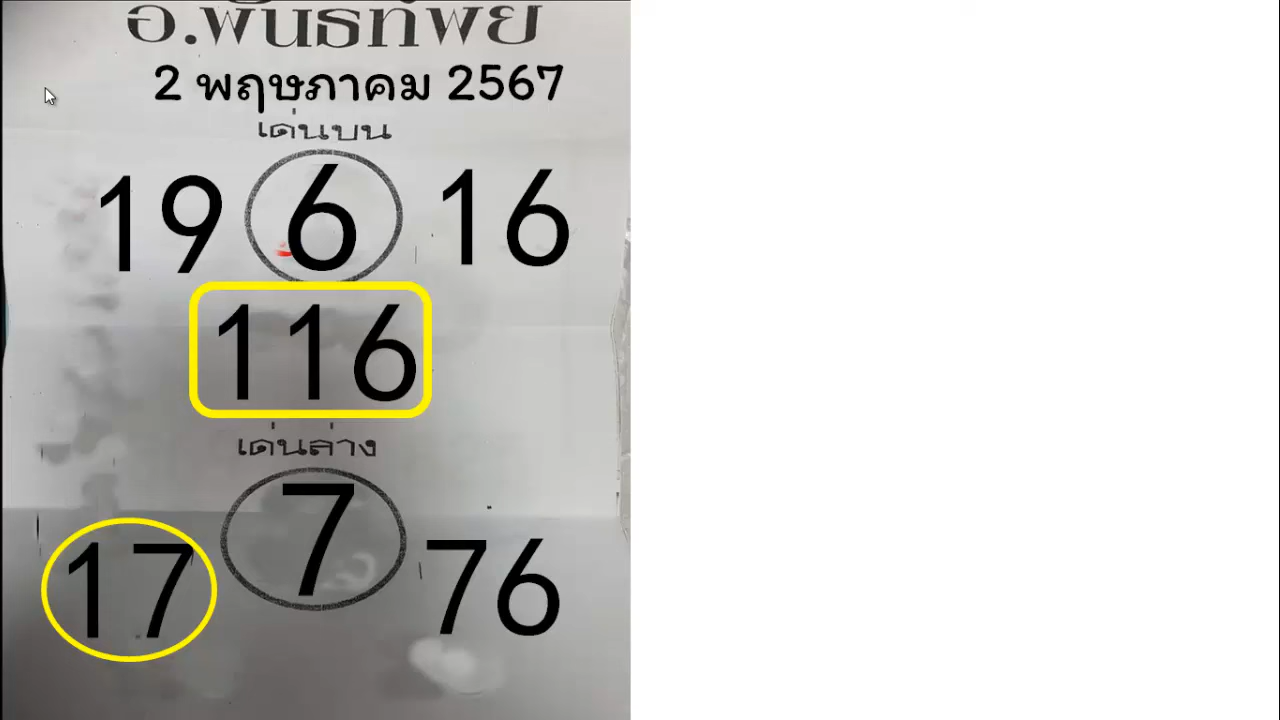 อ.พันธทิพย์
2 พฤษภาคม 2567
เด่นบน
19 6 16
116
เด่นล่าง
7
17 76